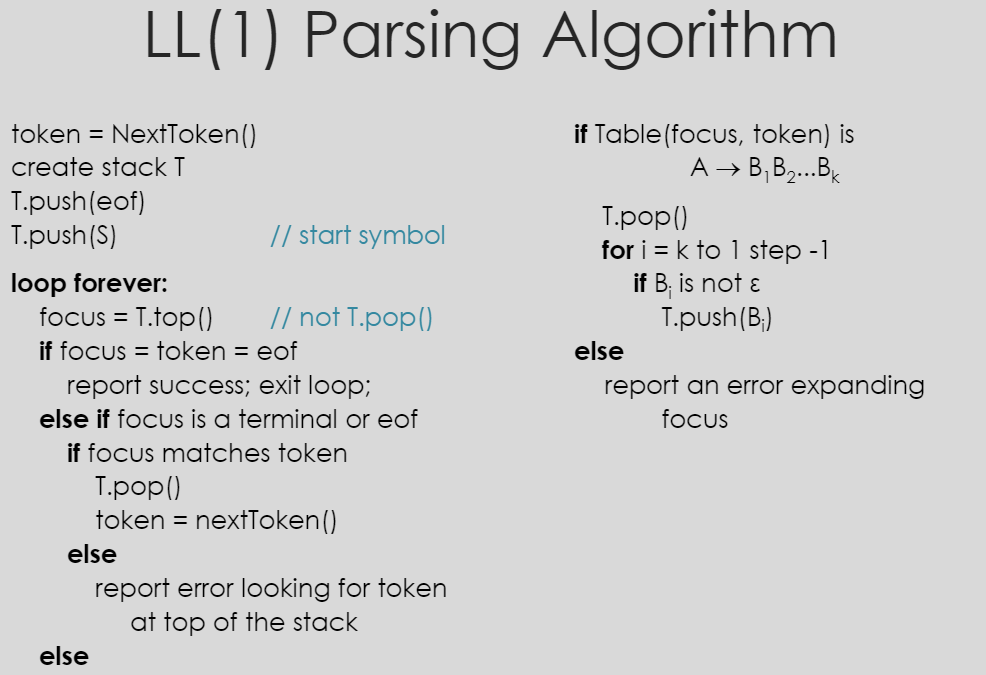 LL(1) Parsing Algorithm
token = NextToken()
create stack T
T.push(eof)
T.push(S) // start symbol
loop forever:
focus = T.top() // not T.pop()
if focus = token = eof
report success; exit loop;
else if focus is a terminal or eof
if focus matches token
T.pop()
token = nextToken()
else
report error looking for token
at top of the stack
else
if Table(focus, token) is
A → B₁B₂...Bₖ
T.pop()
for i = k to 1 step -1
if Bᵢ is not ε
T.push(Bᵢ)
else
report an error expanding
focus